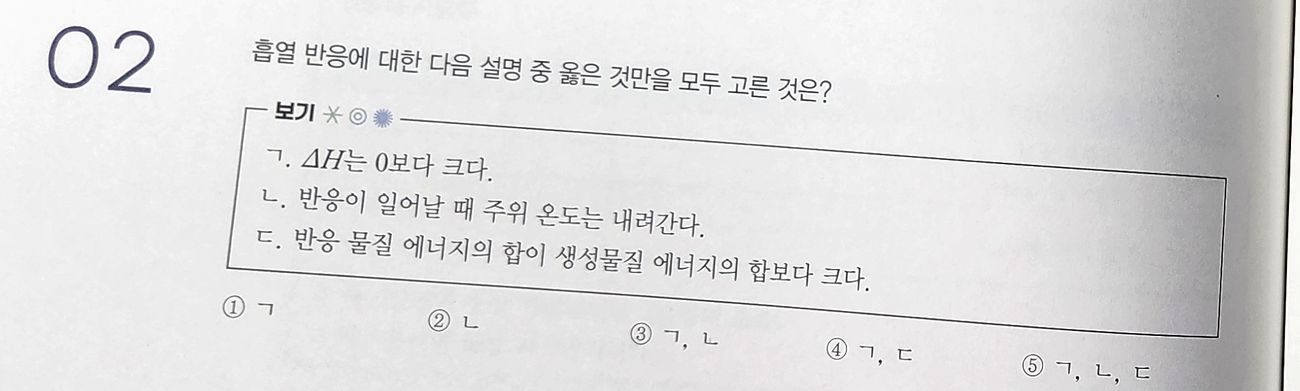 02
흡열 반응에 대한 다음 설명 중 옳은 것만을 모두 고른 것은?
보기
ㄱ. ΔH는 0보다 크다.
ㄴ. 반응이 일어날 때 주위 온도는 내려간다.
ㄷ. 반응 물질 에너지의 합이 생성물질 에너지의 합보다 크다.
① ㄱ ② ㄴ ③ ㄱ, ㄴ ④ ㄱ, ㄷ ⑤ ㄱ, ㄴ, ㄷ